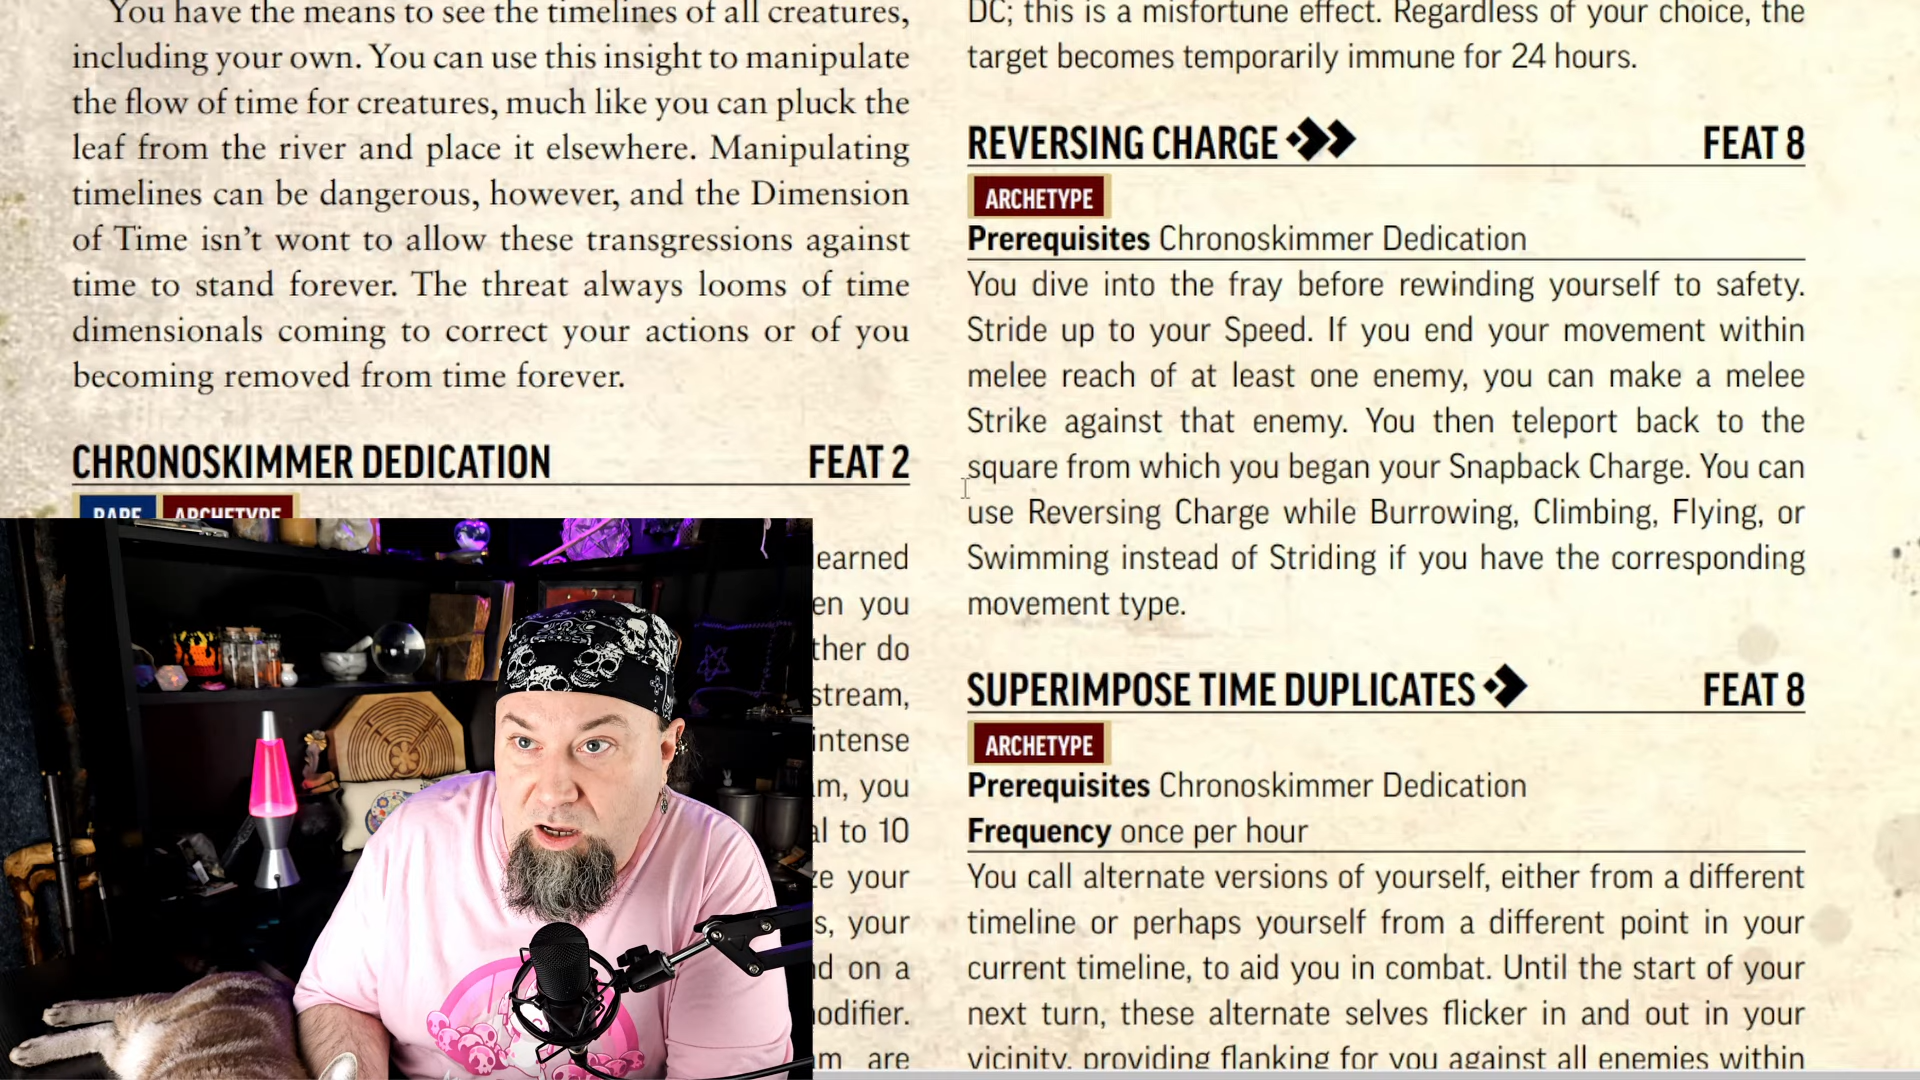 You have the means to see the timelines of all creatures,
including your own. You can use this insight to manipulate
the flow of time for creatures, much like you can pluck the
leaf from the river and place it elsewhere. Manipulating
timelines can be dangerous, however, and the Dimension
of Time isn't wont to allow these transgressions against
time to stand forever. The threat always looms of time
dimensionals coming to correct your actions or of you
becoming removed from time forever.
CHRONOSKIMMER DEDICATION FEAT 2
RARE ARCHETYPE
learned
en you
ther do
stream,
intense
m, you
al to 10
ze your
s, your
d on a
odifier.
m are
DC; this is a misfortune effect. Regardless of your choice, the
target becomes temporarily immune for 24 hours.
REVERSING CHARGE FEAT 8
ARCHETYPE
Prerequisites Chronoskimmer Dedication
You dive into the fray before rewinding yourself to safety.
Stride up to your Speed. If you end your movement within
melee reach of at least one enemy, you can make a melee
Strike against that enemy. You then teleport back to the
square from which you began your Snapback Charge. You can
use Reversing Charge while Burrowing, Climbing, Flying, or
Swimming instead of Striding if you have the corresponding
movement type.
SUPERIMPOSE TIME DUPLICATES FEAT 8
ARCHETYPE
Prerequisites Chronoskimmer Dedication
Frequency once per hour
You call alternate versions of yourself, either from a different
timeline or perhaps yourself from a different point in your
current timeline, to aid you in combat. Until the start of your
next turn, these alternate selves flicker in and out in your
vicinity, providing flanking for you against all enemies within